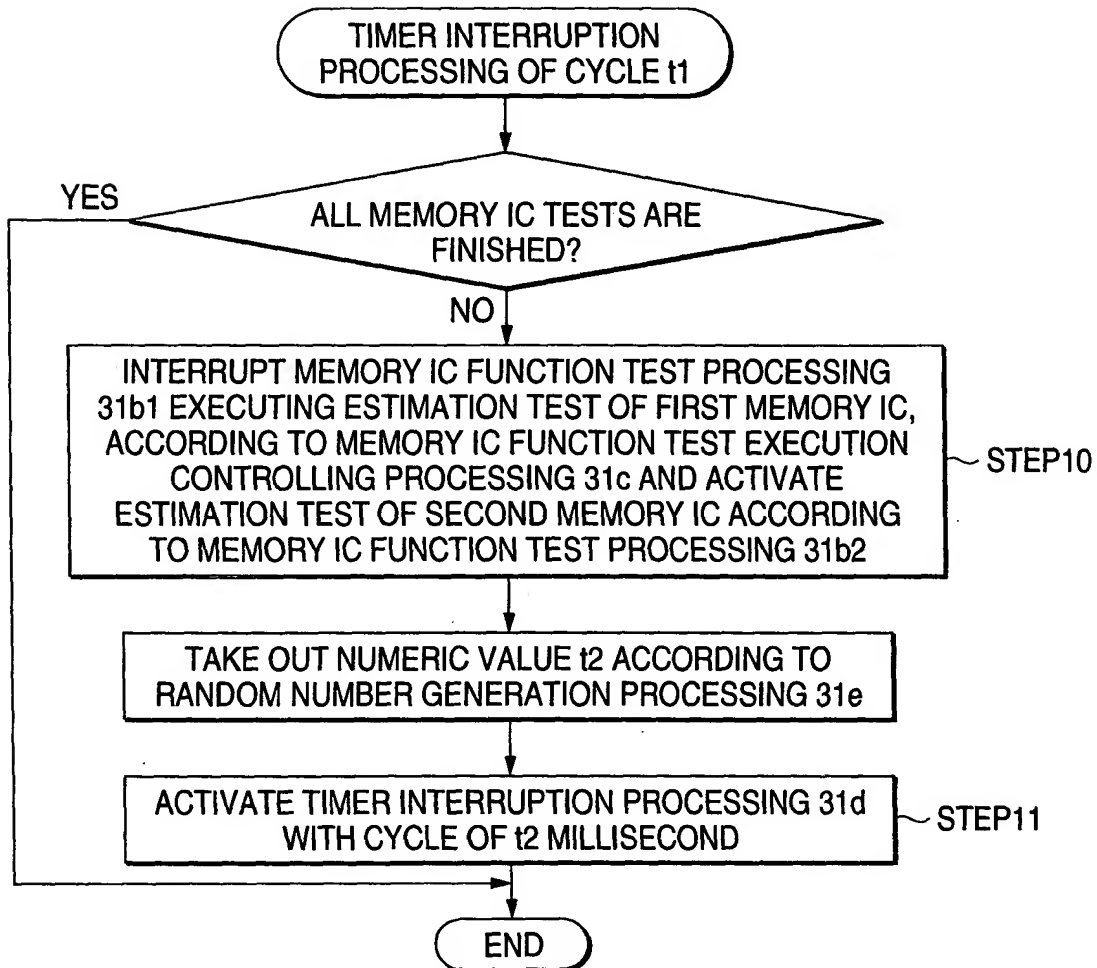 TIMER INTERRUPTION
PROCESSING OF CYCLE t1
YES
ALL MEMORY IC TESTS ARE
FINISHED?
NO
INTERRUPT MEMORY IC FUNCTION TEST PROCESSING
31b1 EXECUTING ESTIMATION TEST OF FIRST MEMORY IC,
ACCORDING TO MEMORY IC FUNCTION TEST EXECUTION
CONTROLLING PROCESSING 31c AND ACTIVATE
ESTIMATION TEST OF SECOND MEMORY IC ACCORDING
TO MEMORY IC FUNCTION TEST PROCESSING 31b2
STEP10
TAKE OUT NUMERIC VALUE t2 ACCORDING TO
RANDOM NUMBER GENERATION PROCESSING 31e
ACTIVATE TIMER INTERRUPTION PROCESSING 31d
WITH CYCLE OF t2 MILLISECOND
STEP11
END